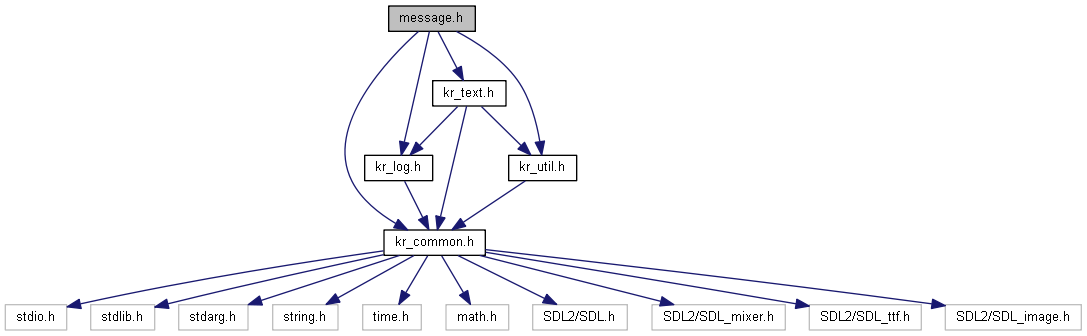 message.h
kr_text.h
kr_log.h
kr_util.h
kr_common.h
stdio.h
stdlib.h
stdarg.h
string.h
time.h
math.h
SDL2/SDL.h
SDL2/SDL_mixer.h
SDL2/SDL_ttf.h
SDL2/SDL_image.h